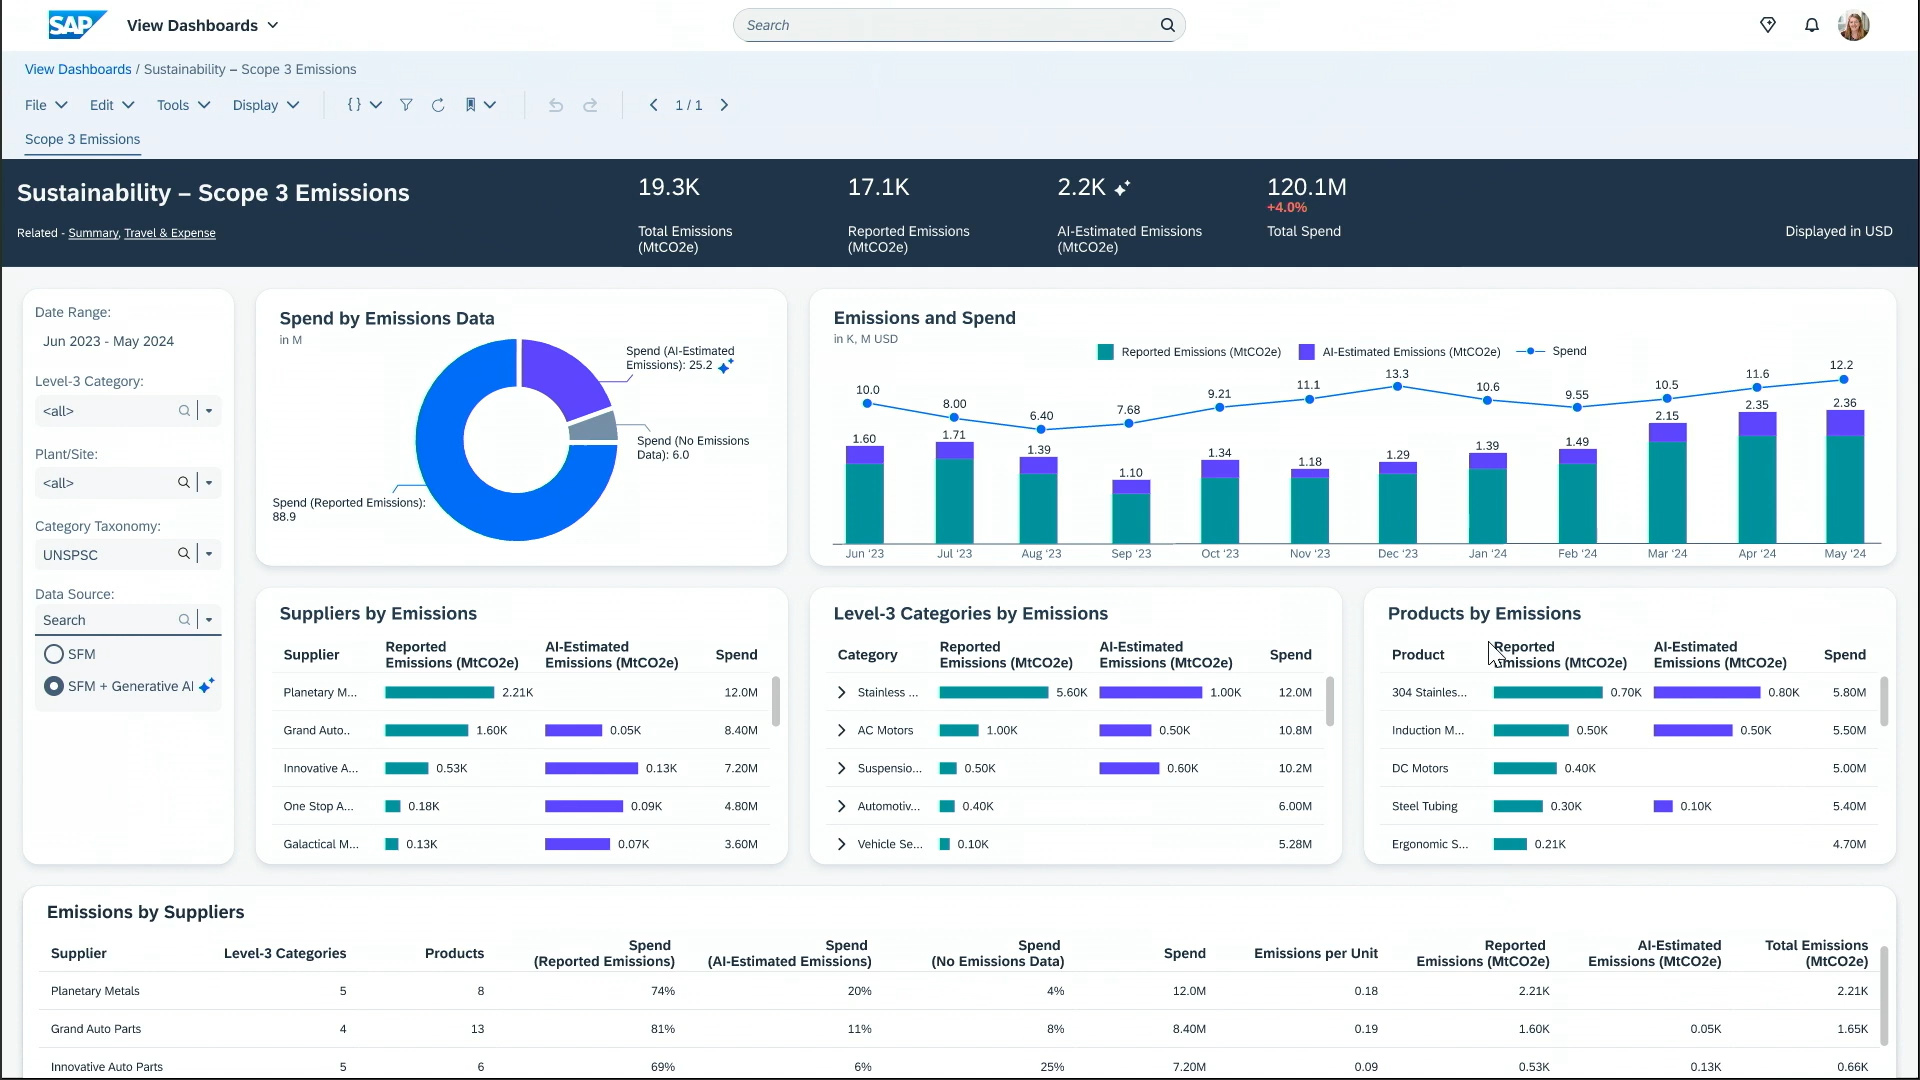 SAP View Dashboards
Search
View Dashboards / Sustainability – Scope 3 Emissions
File Edit Tools Display { } 1 / 1
Scope 3 Emissions
Sustainability – Scope 3 Emissions
Related - Summary, Travel & Expense
19.3K
Total Emissions
(MtCO2e)
17.1K
Reported Emissions
(MtCO2e)
2.2K
AI-Estimated Emissions
(MtCO2e)
120.1M
+4.0%
Total Spend
Displayed in USD
Date Range:
Jun 2023 - May 2024
Level-3 Category:
<all>
Plant/Site:
<all>
Category Taxonomy:
UNSPSC
Data Source:
Search
SFM
SFM + Generative AI
Spend by Emissions Data
in M
Spend (AI-Estimated
Emissions): 25.2
Spend (No Emissions
Data): 6.0
Spend (Reported Emissions):
88.9
Emissions and Spend
in K, M USD
Reported Emissions (MtCO2e) AI-Estimated Emissions (MtCO2e) Spend
10.0 8.00 6.40 7.68 9.21 11.1 13.3 10.6 9.55 10.5 11.6 12.2
1.60 1.71 1.39 1.10 1.34 1.18 1.29 1.39 1.49 2.15 2.35 2.36
Jun ‘23 Jul ‘23 Aug ‘23 Sep ‘23 Oct ‘23 Nov ‘23 Dec ‘23 Jan ‘24 Feb ‘24 Mar ‘24 Apr ‘24 May ‘24
Suppliers by Emissions
Supplier Reported Emissions (MtCO2e) AI-Estimated Emissions (MtCO2e) Spend
Planetary M... 2.21K 12.0M
Grand Auto.. 1.60K 0.05K 8.40M
Innovative A... 0.53K 0.13K 7.20M
One Stop A... 0.18K 0.09K 4.80M
Galactical M... 0.13K 0.07K 3.60M
Level-3 Categories by Emissions
Category Reported Emissions (MtCO2e) AI-Estimated Emissions (MtCO2e) Spend
Stainless ... 5.60K 1.00K 12.0M
AC Motors 1.00K 0.50K 10.8M
Suspensio... 0.50K 0.60K 10.2M
Automotiv... 0.40K 6.00M
Vehicle Se... 0.10K 5.28M
Products by Emissions
Product Reported Emissions (MtCO2e) AI-Estimated Emissions (MtCO2e) Spend
304 Stainles... 0.70K 0.80K 5.80M
Induction M... 0.50K 0.50K 5.50M
DC Motors 0.40K 5.00M
Steel Tubing 0.30K 0.10K 5.40M
Ergonomic S... 0.21K 4.70M
Emissions by Suppliers
Supplier Level-3 Categories Products Spend (Reported Emissions) Spend (AI-Estimated Emissions) Spend (No Emissions Data) Spend Emissions per Unit Reported Emissions (MtCO2e) AI-Estimated Emissions (MtCO2e) Total Emissions (MtCO2e)
Planetary Metals 5 8 74% 20% 4% 12.0M 0.18 2.21K 2.21K
Grand Auto Parts 4 13 81% 11% 8% 8.40M 0.19 1.60K 0.05K 1.65K
Innovative Auto Parts 5 6 69% 6% 25% 7.20M 0.09 0.53K 0.13K 0.66K